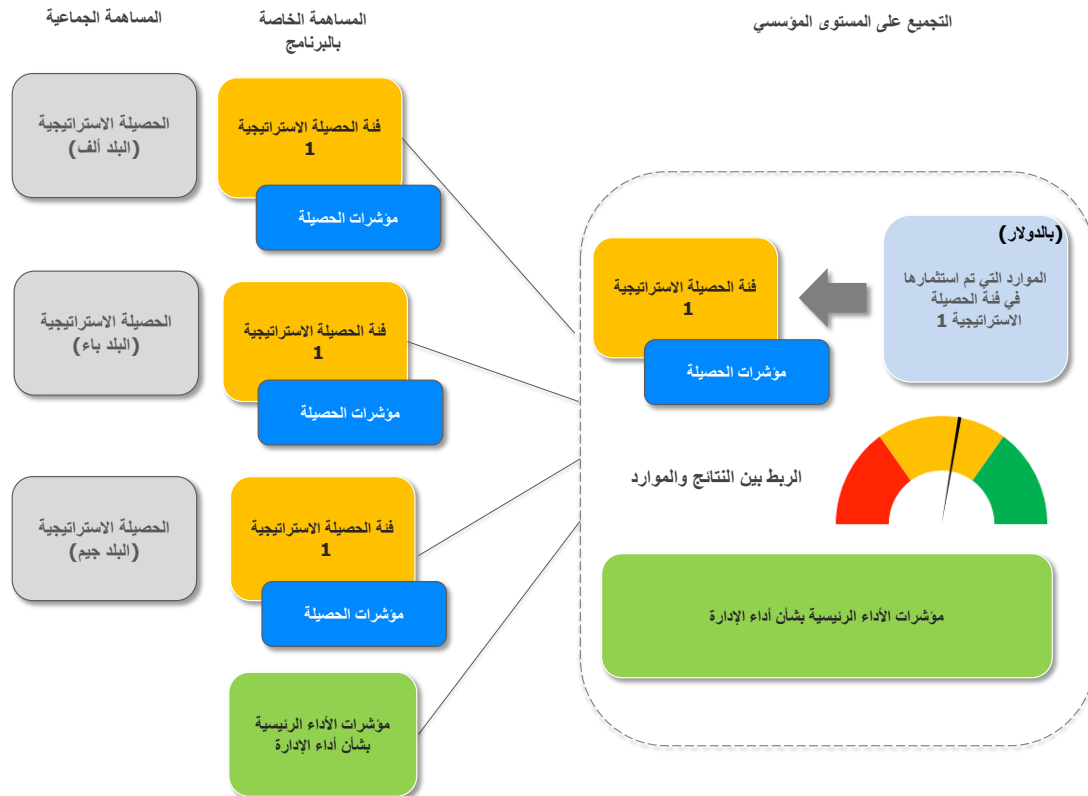 التجميع على المستوى المؤسسي
المساهمة الخاصة
بالبرنامج
المساهمة الجماعية
(بالدولار)
الموارد التي تم استثمارها
في فئة الحصيلة
الاستراتيجية 1
فئة الحصيلة الاستراتيجية
1
مؤشرات الحصيلة
الربط بين النتائج والموارد
مؤشرات الأداء الرئيسية بشأن أداء الإدارة
فئة الحصيلة الاستراتيجية
1
مؤشرات الحصيلة
الحصيلة الاستراتيجية
(البلد ألف)
فئة الحصيلة الاستراتيجية
1
مؤشرات الحصيلة
الحصيلة الاستراتيجية
(البلد باء)
فئة الحصيلة الاستراتيجية
1
مؤشرات الحصيلة
الحصيلة الاستراتيجية
(البلد جيم)
مؤشرات الأداء الرئيسية
بشأن أداء الإدارة